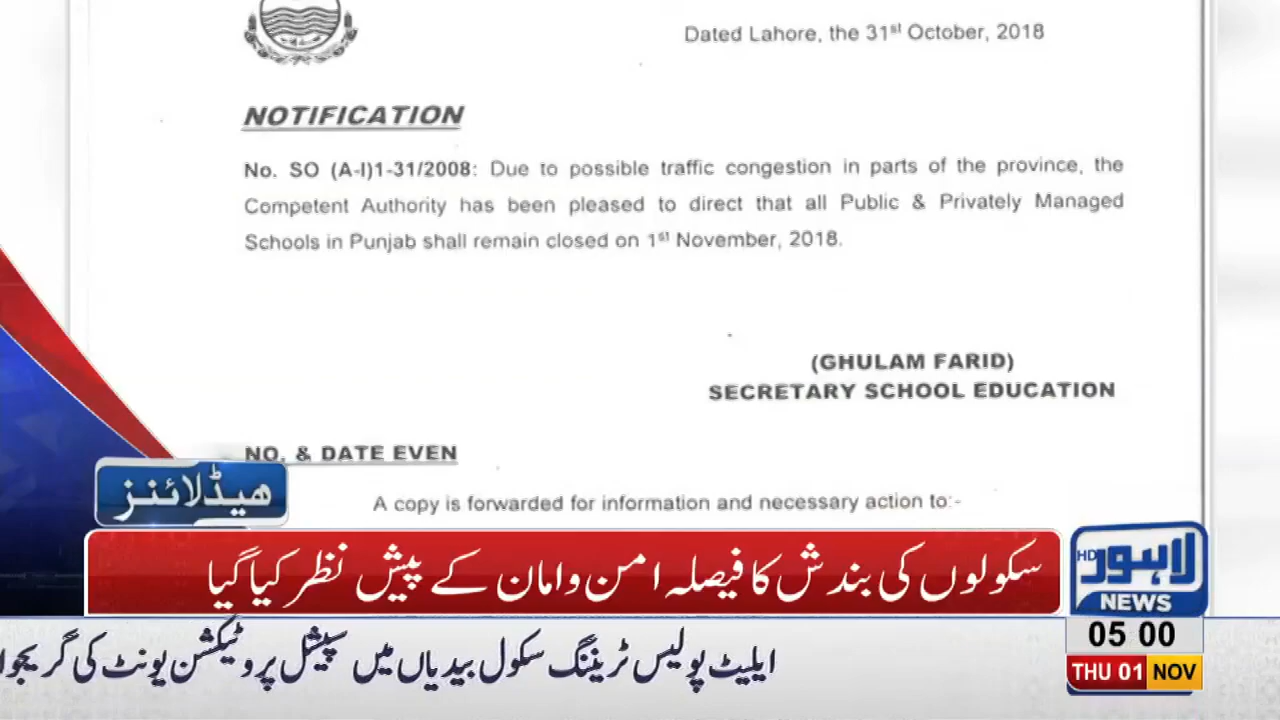 Dated Lahore, the 31st October, 2018
NOTIFICATION
No. SO (A-I)1-31/2008: Due to possible traffic congestion in parts of the province, the
Competent Authority has been pleased to direct that all Public & Privately Managed
Schools in Punjab shall remain closed on 1st November, 2018.
(GHULAM FARID)
SECRETARY SCHOOL EDUCATION
NO. & DATE EVEN
A copy is forwarded for information and necessary action to:-
ہیڈلائنز
سکولوں کی بندش کا فیصلہ امن و امان کے پیش نظر کیا گیا
لاہور HD
NEWS
05 00
THU 01 NOV
ایلیٹ پولیس ٹریننگ سکول بیدیاں میں سپیشل پروٹیکشن یونٹ کی گریجوا